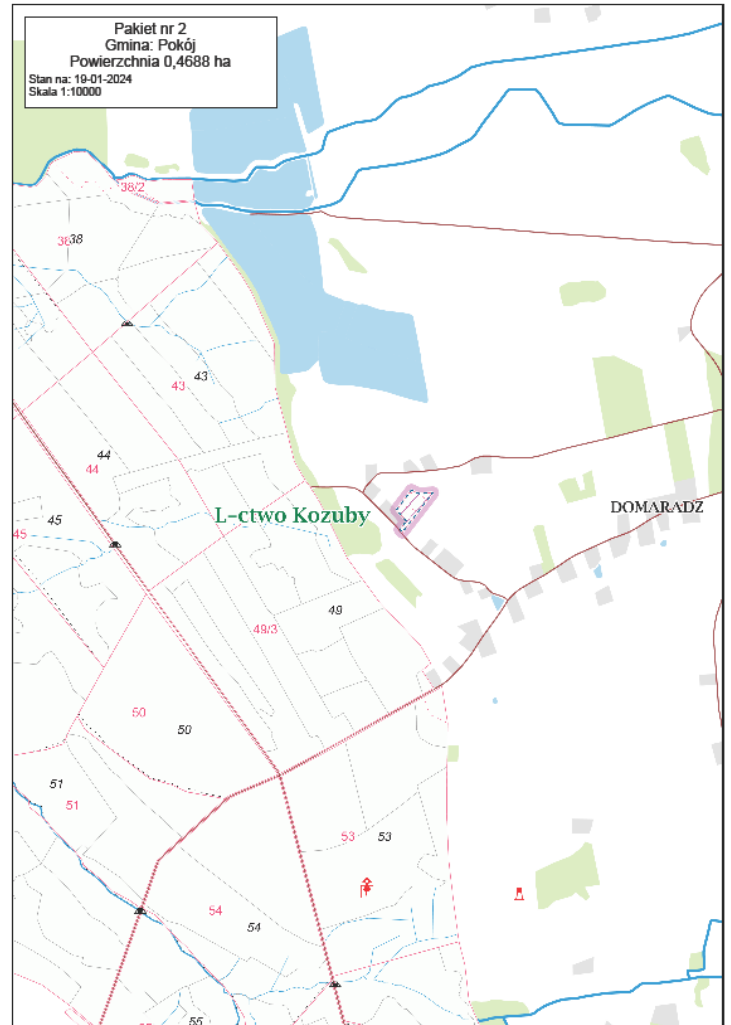 Pakiet nr 2
Gmina: Pokój
Powierzchnia 0,4688 ha
Stan na: 19-01-2024
Skala 1:10000
38/2
36
38
43
43
44
44
L-ctwo Kozuby
DOMARADZ
45
45
49
49/3
50
50
51
51
53
53
54
54
55